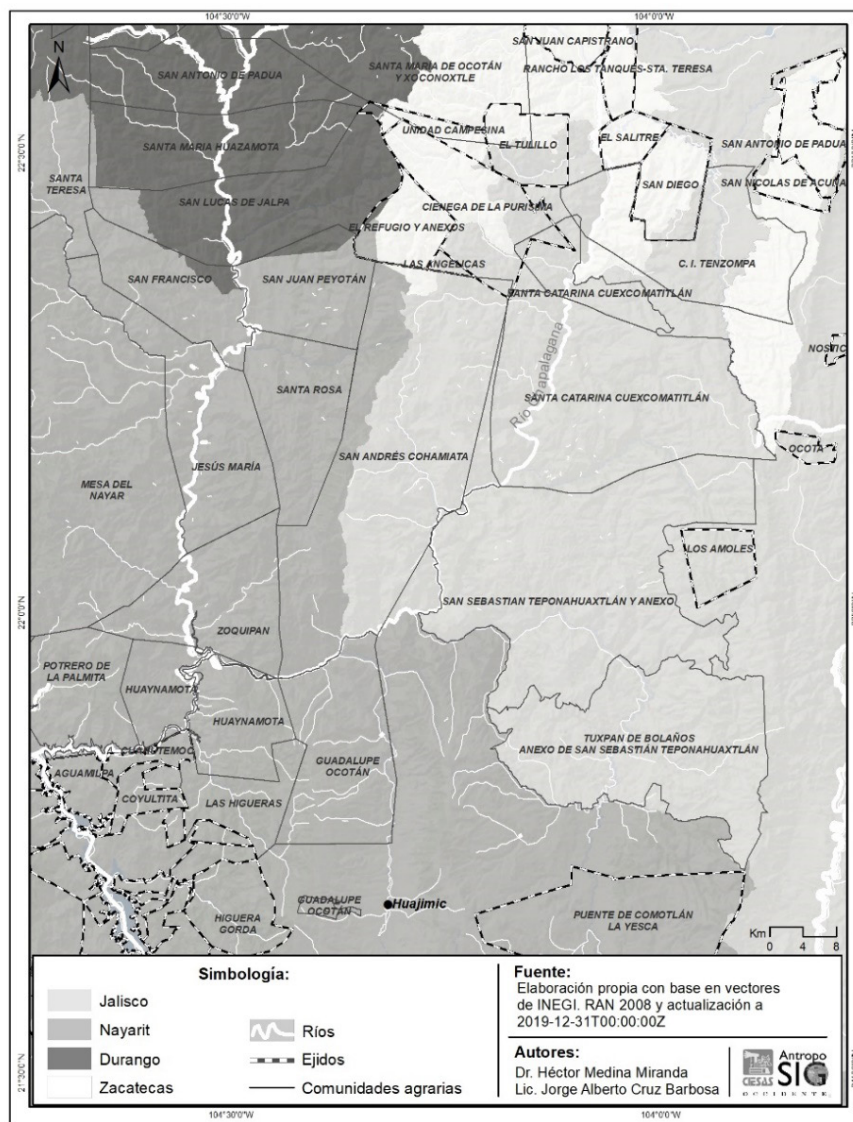 104°30'0"W
104°0'0"W
N
SAN JUAN CAPISTRANO
SANTA MARIA DE OCOTÁN
Y XOCONOXTLE
RANCHO LOS TANQUES-STA. TERESA
SAN ANTONIO DE PADUA
22°30'0"N
UNIDAD CAMPESINA
EL TULILLO
EL SALITRE
SAN ANTONIO DE PADUA
SANTA MARIA HUAZAMOTA
SANTA
TERESA
SAN DIEGO
SAN NICOLAS DE ACUÑA
SAN LUCAS DE JALPA
CIENEGA DE LA PURISIMA
EL REFUGIO Y ANEXOS
LAS ANGÉLICAS
C. I. TENZOMPA
SAN FRANCISCO
SAN JUAN PEYOTÁN
SANTA CATARINA CUEXCOMATITLÁN
Río Chapalagana
NOSTIC
SANTA ROSA
SANTA CATARINA CUEXCOMATITLÁN
OCOTA
SAN ANDRÉS COHAMIATA
JESÚS MARÍA
MESA DEL
NAYAR
LOS AMOLES
22°0'0"N
SAN SEBASTIAN TEPONAHUAXTLÁN Y ANEXO
ZOQUIPAN
POTRERO DE
LA PALMITA
HUAYNAMOTA
HUAYNAMOTA
TUXPAN DE BOLAÑOS
ANEXO DE SAN SEBASTIÁN TEPONAHUAXTLÁN
CUAUHTEMOC
GUADALUPE
OCOTÁN
AGUAMILPA
COYULTITA
LAS HIGUERAS
GUADALUPE
OCOTÁN
Huajimic
HIGUERA
GORDA
PUENTE DE COMOTLÁN
LA YESCA
Km
0 4 8
Simbología:
Jalisco
Nayarit
Durango
Zacatecas
Ríos
Ejidos
Comunidades agrarias
Fuente:
Elaboración propia con base en vectores
de INEGI. RAN 2008 y actualización a
2019-12-31T00:00:00Z
Autores:
Dr. Héctor Medina Miranda
Lic. Jorge Alberto Cruz Barbosa
CIESAS
Antropo
SIG
OCCIDENTE
21°30'0"N
104°30'0"W
104°0'0"W